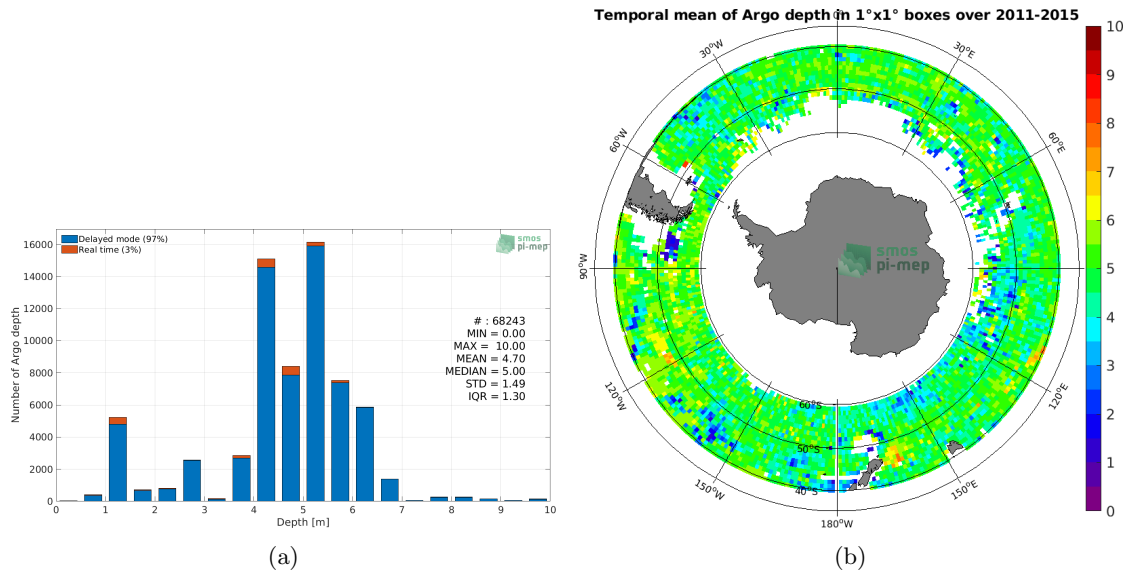 Delayed mode (97%)
Real time (3%)
smos
pi-mep
16000
14000
12000
10000
8000
6000
4000
2000
0
Number of Argo depth
# : 68243
MIN = 0.00
MAX = 10.00
MEAN = 4.70
MEDIAN = 5.00
STD = 1.49
IQR = 1.30
0 1 2 3 4 5 6 7 8 9 10
Depth [m]
(a)
Temporal mean of Argo depth in 1°x1° boxes over 2011-2015
0°
30°W
30°E
60°W
60°E
90°W
120°W
120°E
150°W
150°E
180°W
60°S
50°S
40°S
smos
pi-mep
10
9
8
7
6
5
4
3
2
1
0
(b)